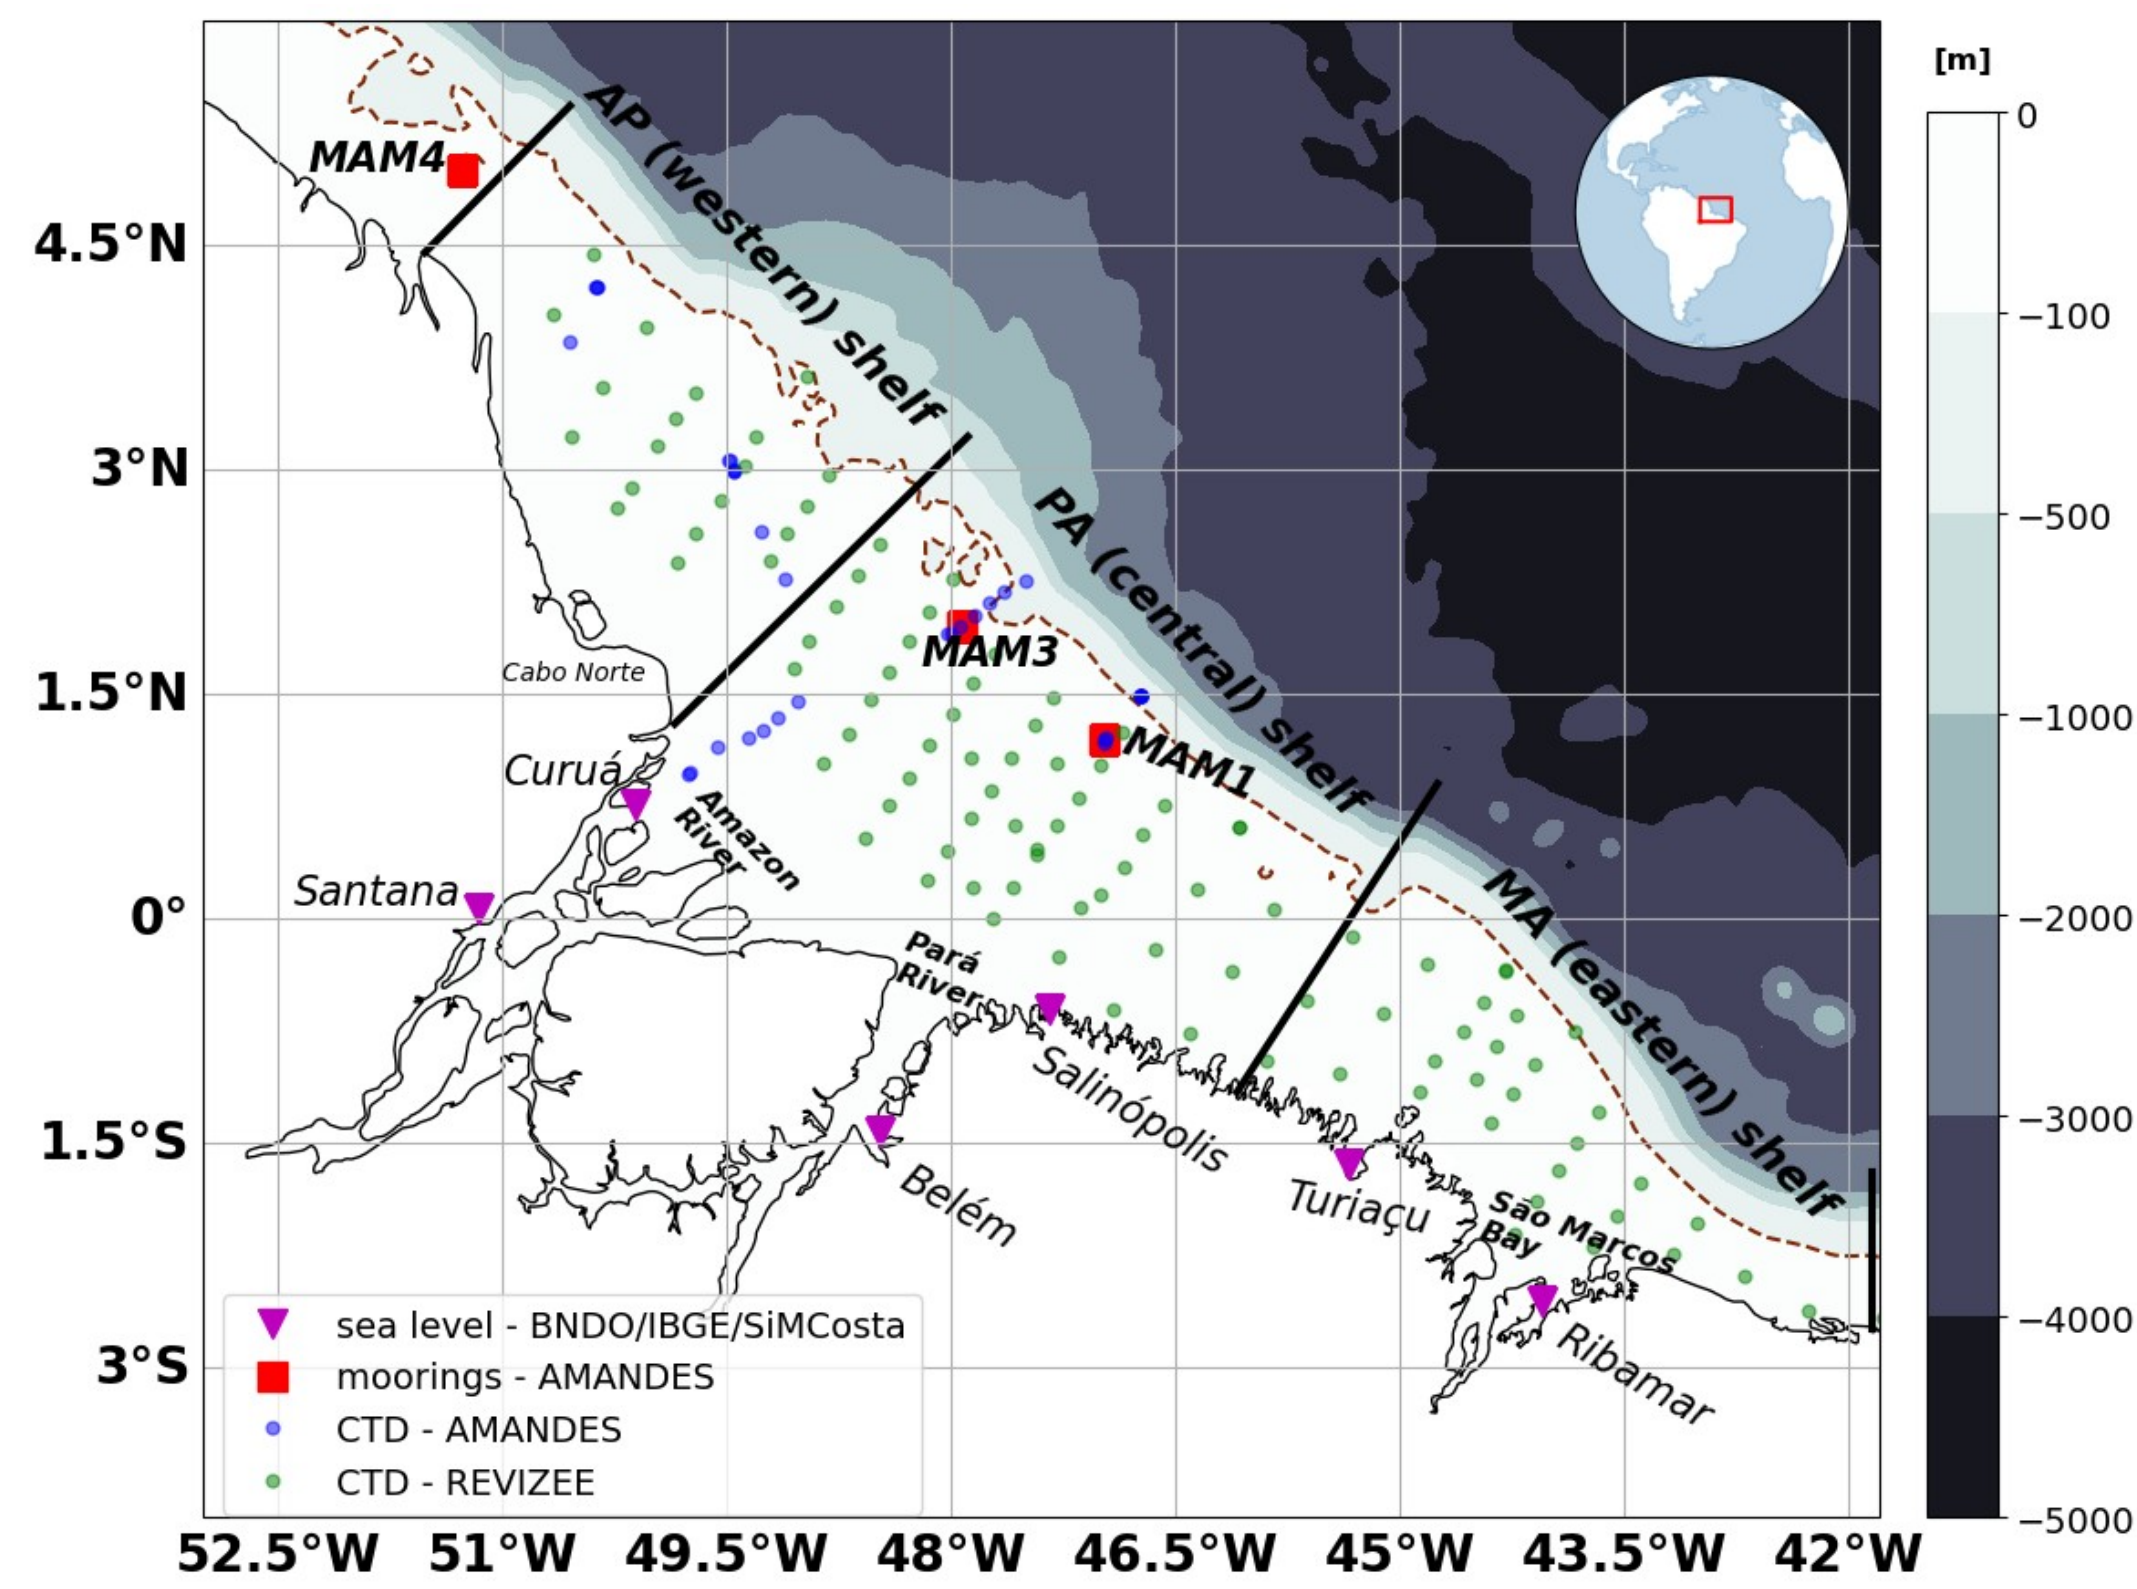 [m]
0
−100
−500
−1000
−2000
−3000
−4000
−5000
4.5°N
3°N
1.5°N
0°
1.5°S
3°S
52.5°W
51°W
49.5°W
48°W
46.5°W
45°W
43.5°W
42°W
AP (western) shelf
MAM4
PA (central) shelf
MAM3
Cabo Norte
MAM1
Curuá
Amazon
River
Santana
MA (eastern) shelf
Pará
River
Salinópolis
Belém
Turiaçu
São Marcos
Bay
Ribamar
sea level - BNDO/IBGE/SiMCosta
moorings - AMANDES
CTD - AMANDES
CTD - REVIZEE